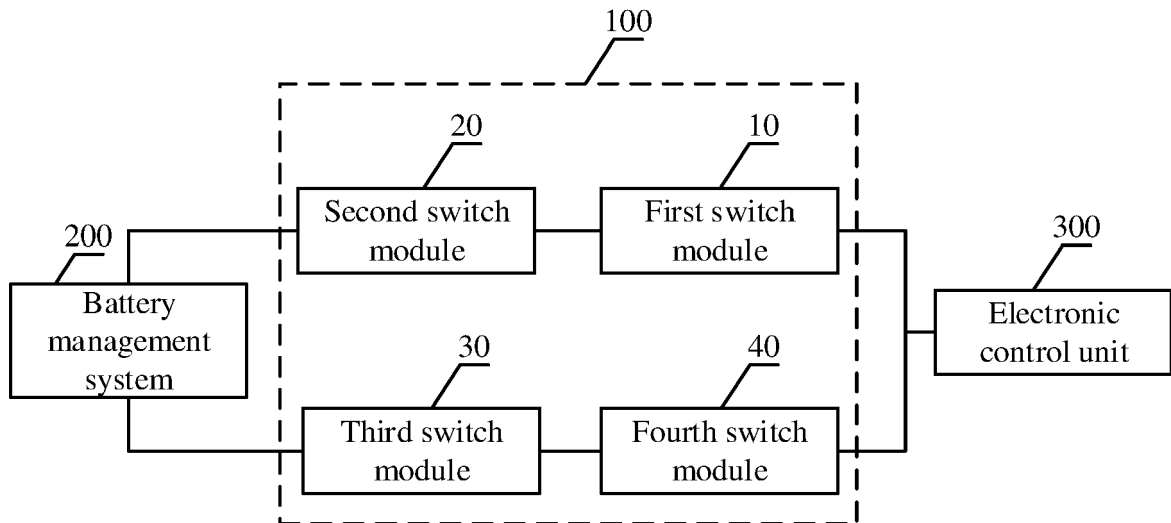 100
20
10
Second switch
module
First switch
module
200
300
Battery
management
system
Electronic
control unit
30
40
Third switch
module
Fourth switch
module